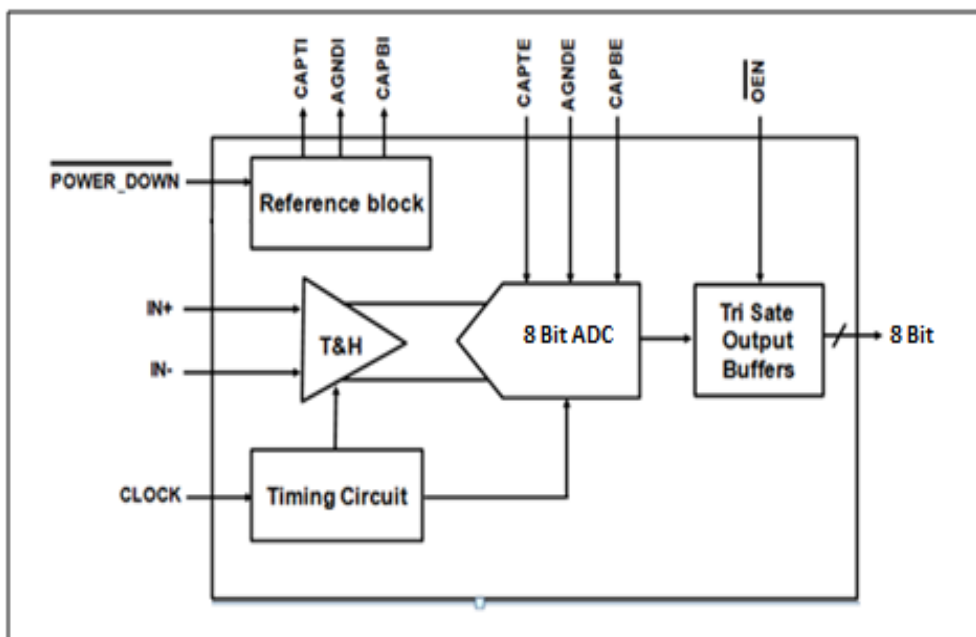 CAPTI
AGNDI
CAPBI
CAPTE
AGNDE
CAPBE
OEN
POWER_DOWN
Reference block
IN+
IN-
T&H
8 Bit ADC
Tri Sate
Output
Buffers
8 Bit
CLOCK
Timing Circuit